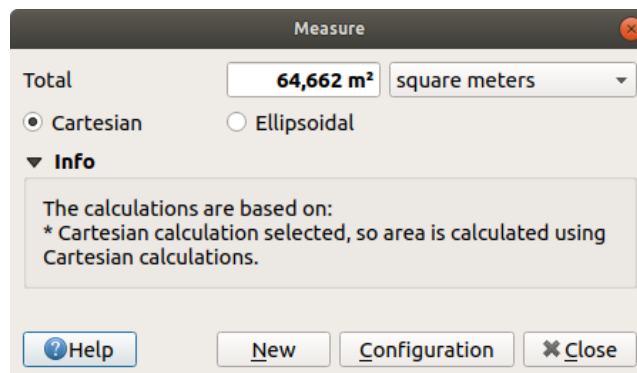 Measure
Total 64,662 m² square meters
Cartesian Ellipsoidal
Info
The calculations are based on:
* Cartesian calculation selected, so area is calculated using
Cartesian calculations.
Help New Configuration Close